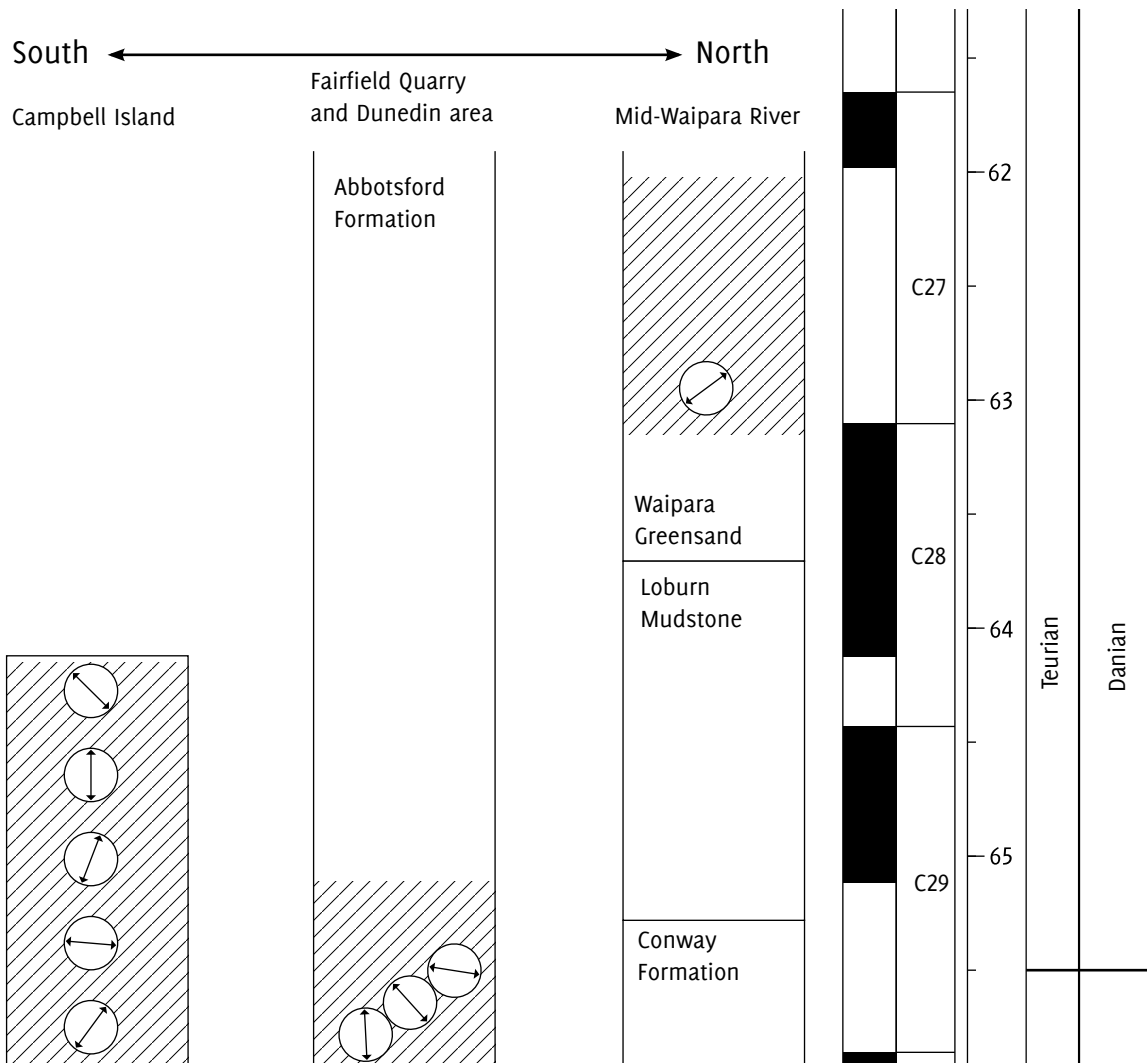 South
North
Campbell Island
Fairfield Quarry
and Dunedin area
Mid-Waipara River
Abbotsford
Formation
Waipara
Greensand
Loburn
Mudstone
Conway
Formation
C27
C28
C29
62
63
64
65
Teurian
Danian